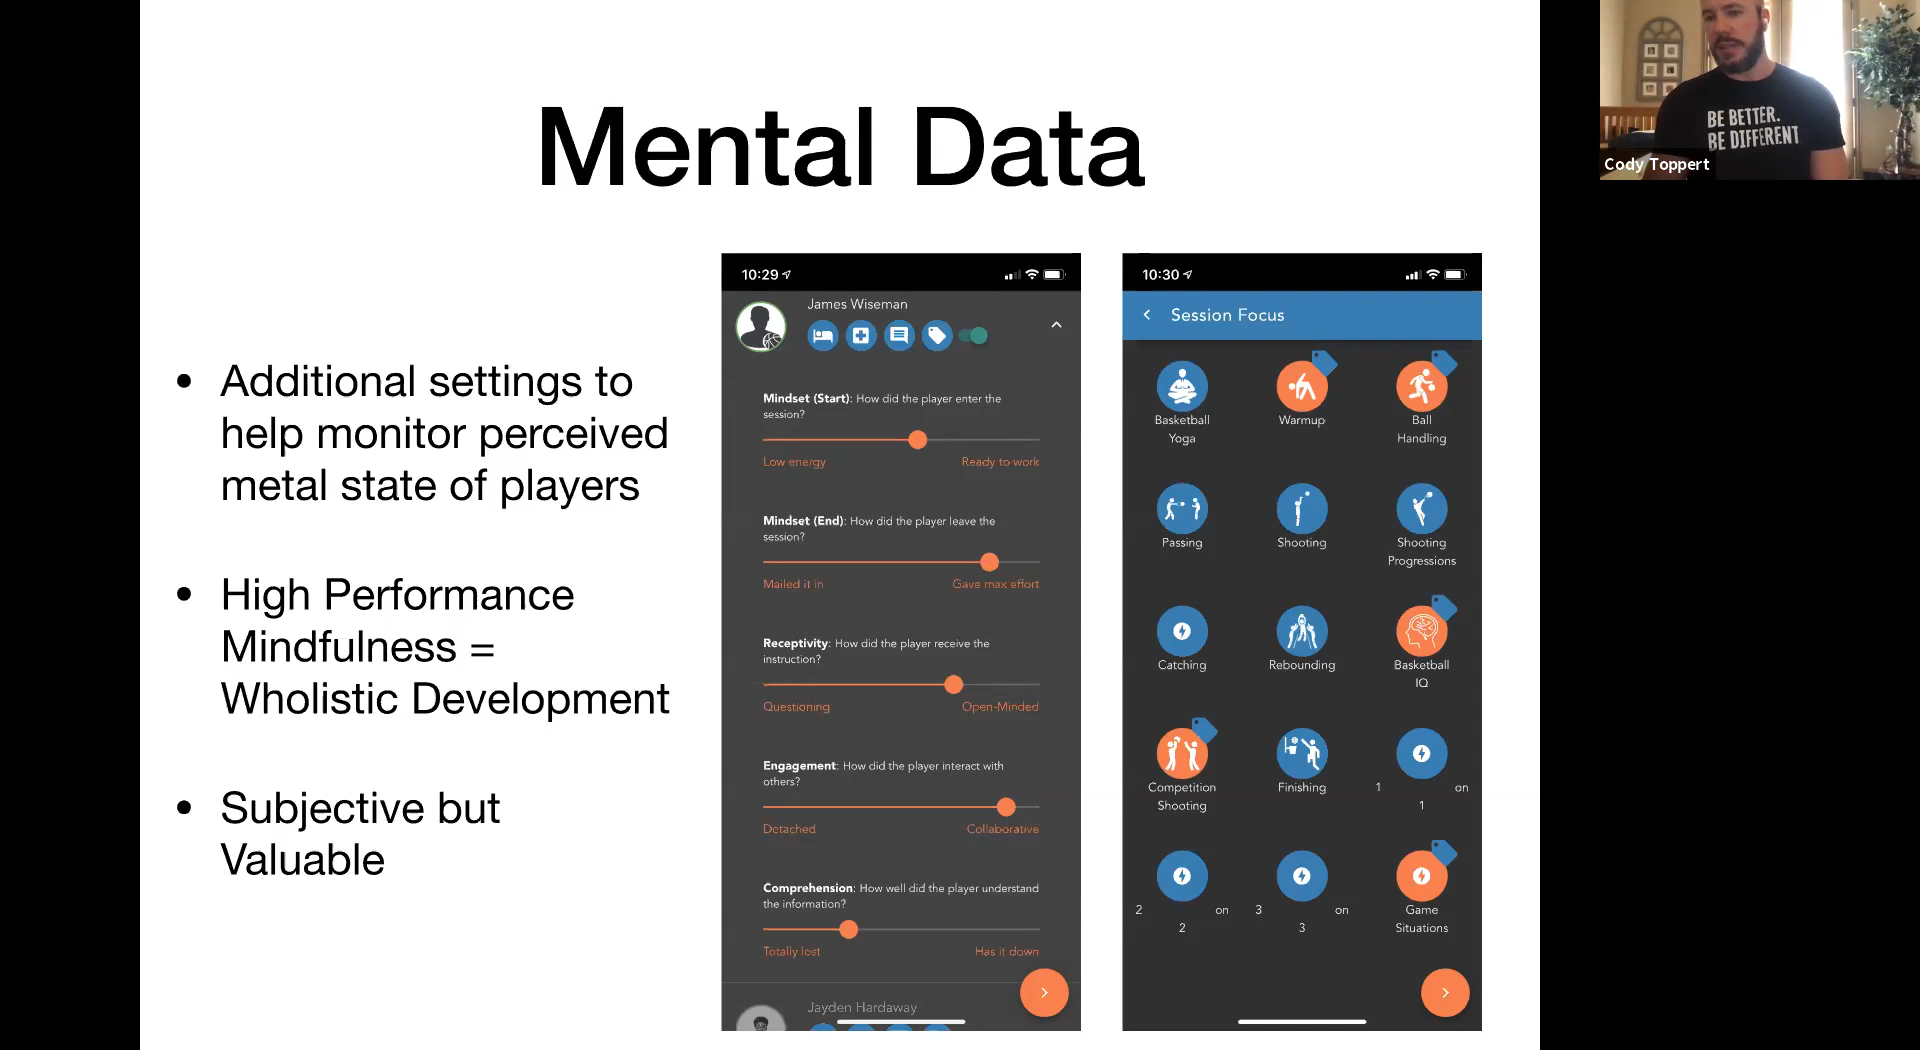 Mental Data
• Additional settings to
help monitor perceived
metal state of players
• High Performance
Mindfulness =
Wholistic Development
• Subjective but
Valuable
10:29
James Wiseman
Mindset (Start): How did the player enter the
session?
Low energy Ready to work
Mindset (End): How did the player leave the
session?
Mailed it in Gave max effort
Receptivity: How did the player receive the
instruction?
Questioning Open-Minded
Engagement: How did the player interact with
others?
Detached Collaborative
Comprehension: How well did the player understand
the information?
Totally lost Has it down
Jayden Hardaway
10:30
Session Focus
Basketball
Yoga
Warmup
Ball
Handling
Passing
Shooting
Shooting
Progressions
Catching
Rebounding
Basketball
IQ
Competition
Shooting
Finishing
1 on
1
2 on
2
3 on
3
Game
Situations
BE BETTER.
BE DIFFERENT
Cody Toppert